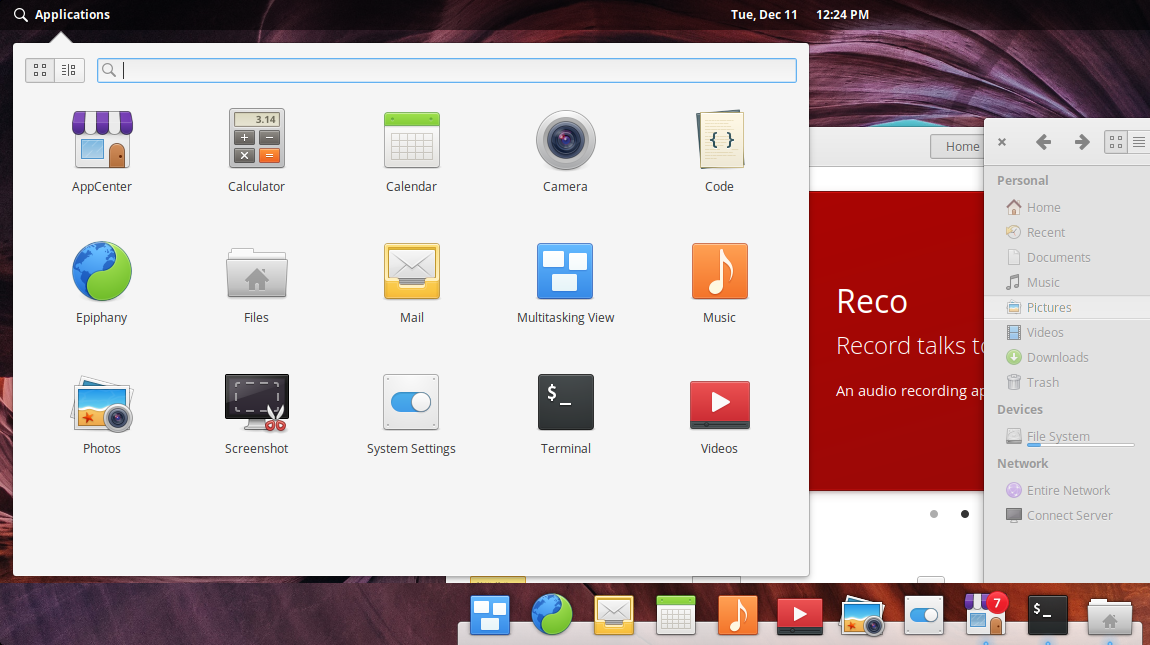 Applications
Tue, Dec 11 12:24 PM
3.14
AppCenter Calculator Calendar Camera Code
Epiphany Files Mail Multitasking View Music
$_
Photos Screenshot System Settings Terminal Videos
Home
Reco
Record talks to
An audio recording ap
Personal
Home
Recent
Documents
Music
Pictures
Videos
Downloads
Trash
Devices
File System
Network
Entire Network
Connect Server
7
$_